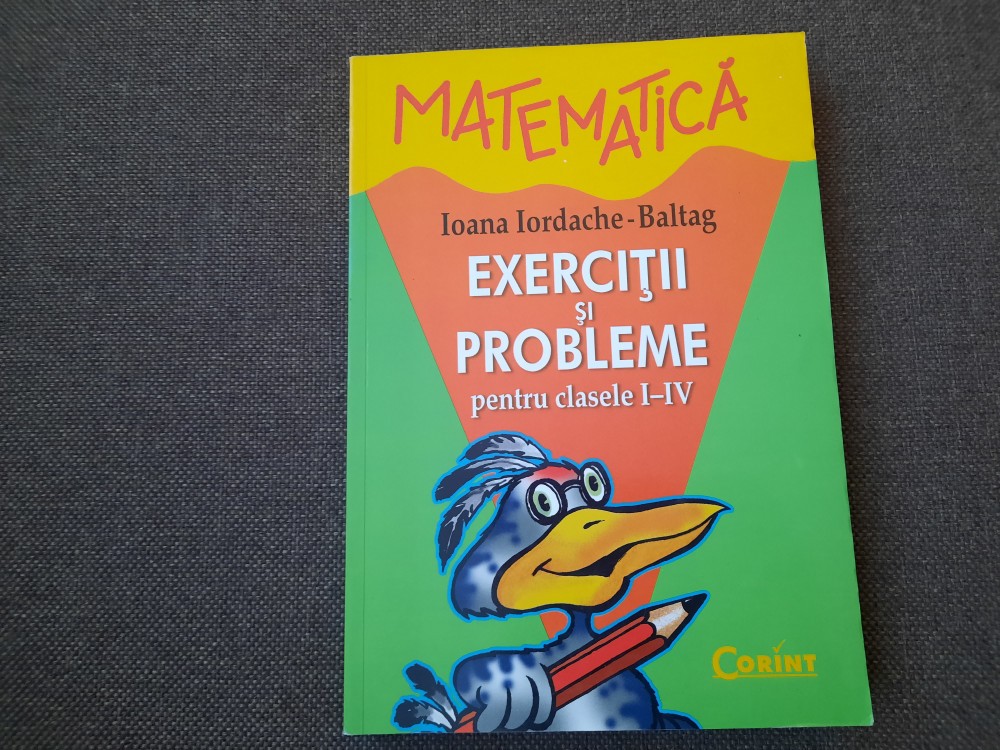 MATEMATICĂ
Ioana Iordache-Baltag
EXERCIŢII
ŞI
PROBLEME
pentru clasele I–IV
CORINT